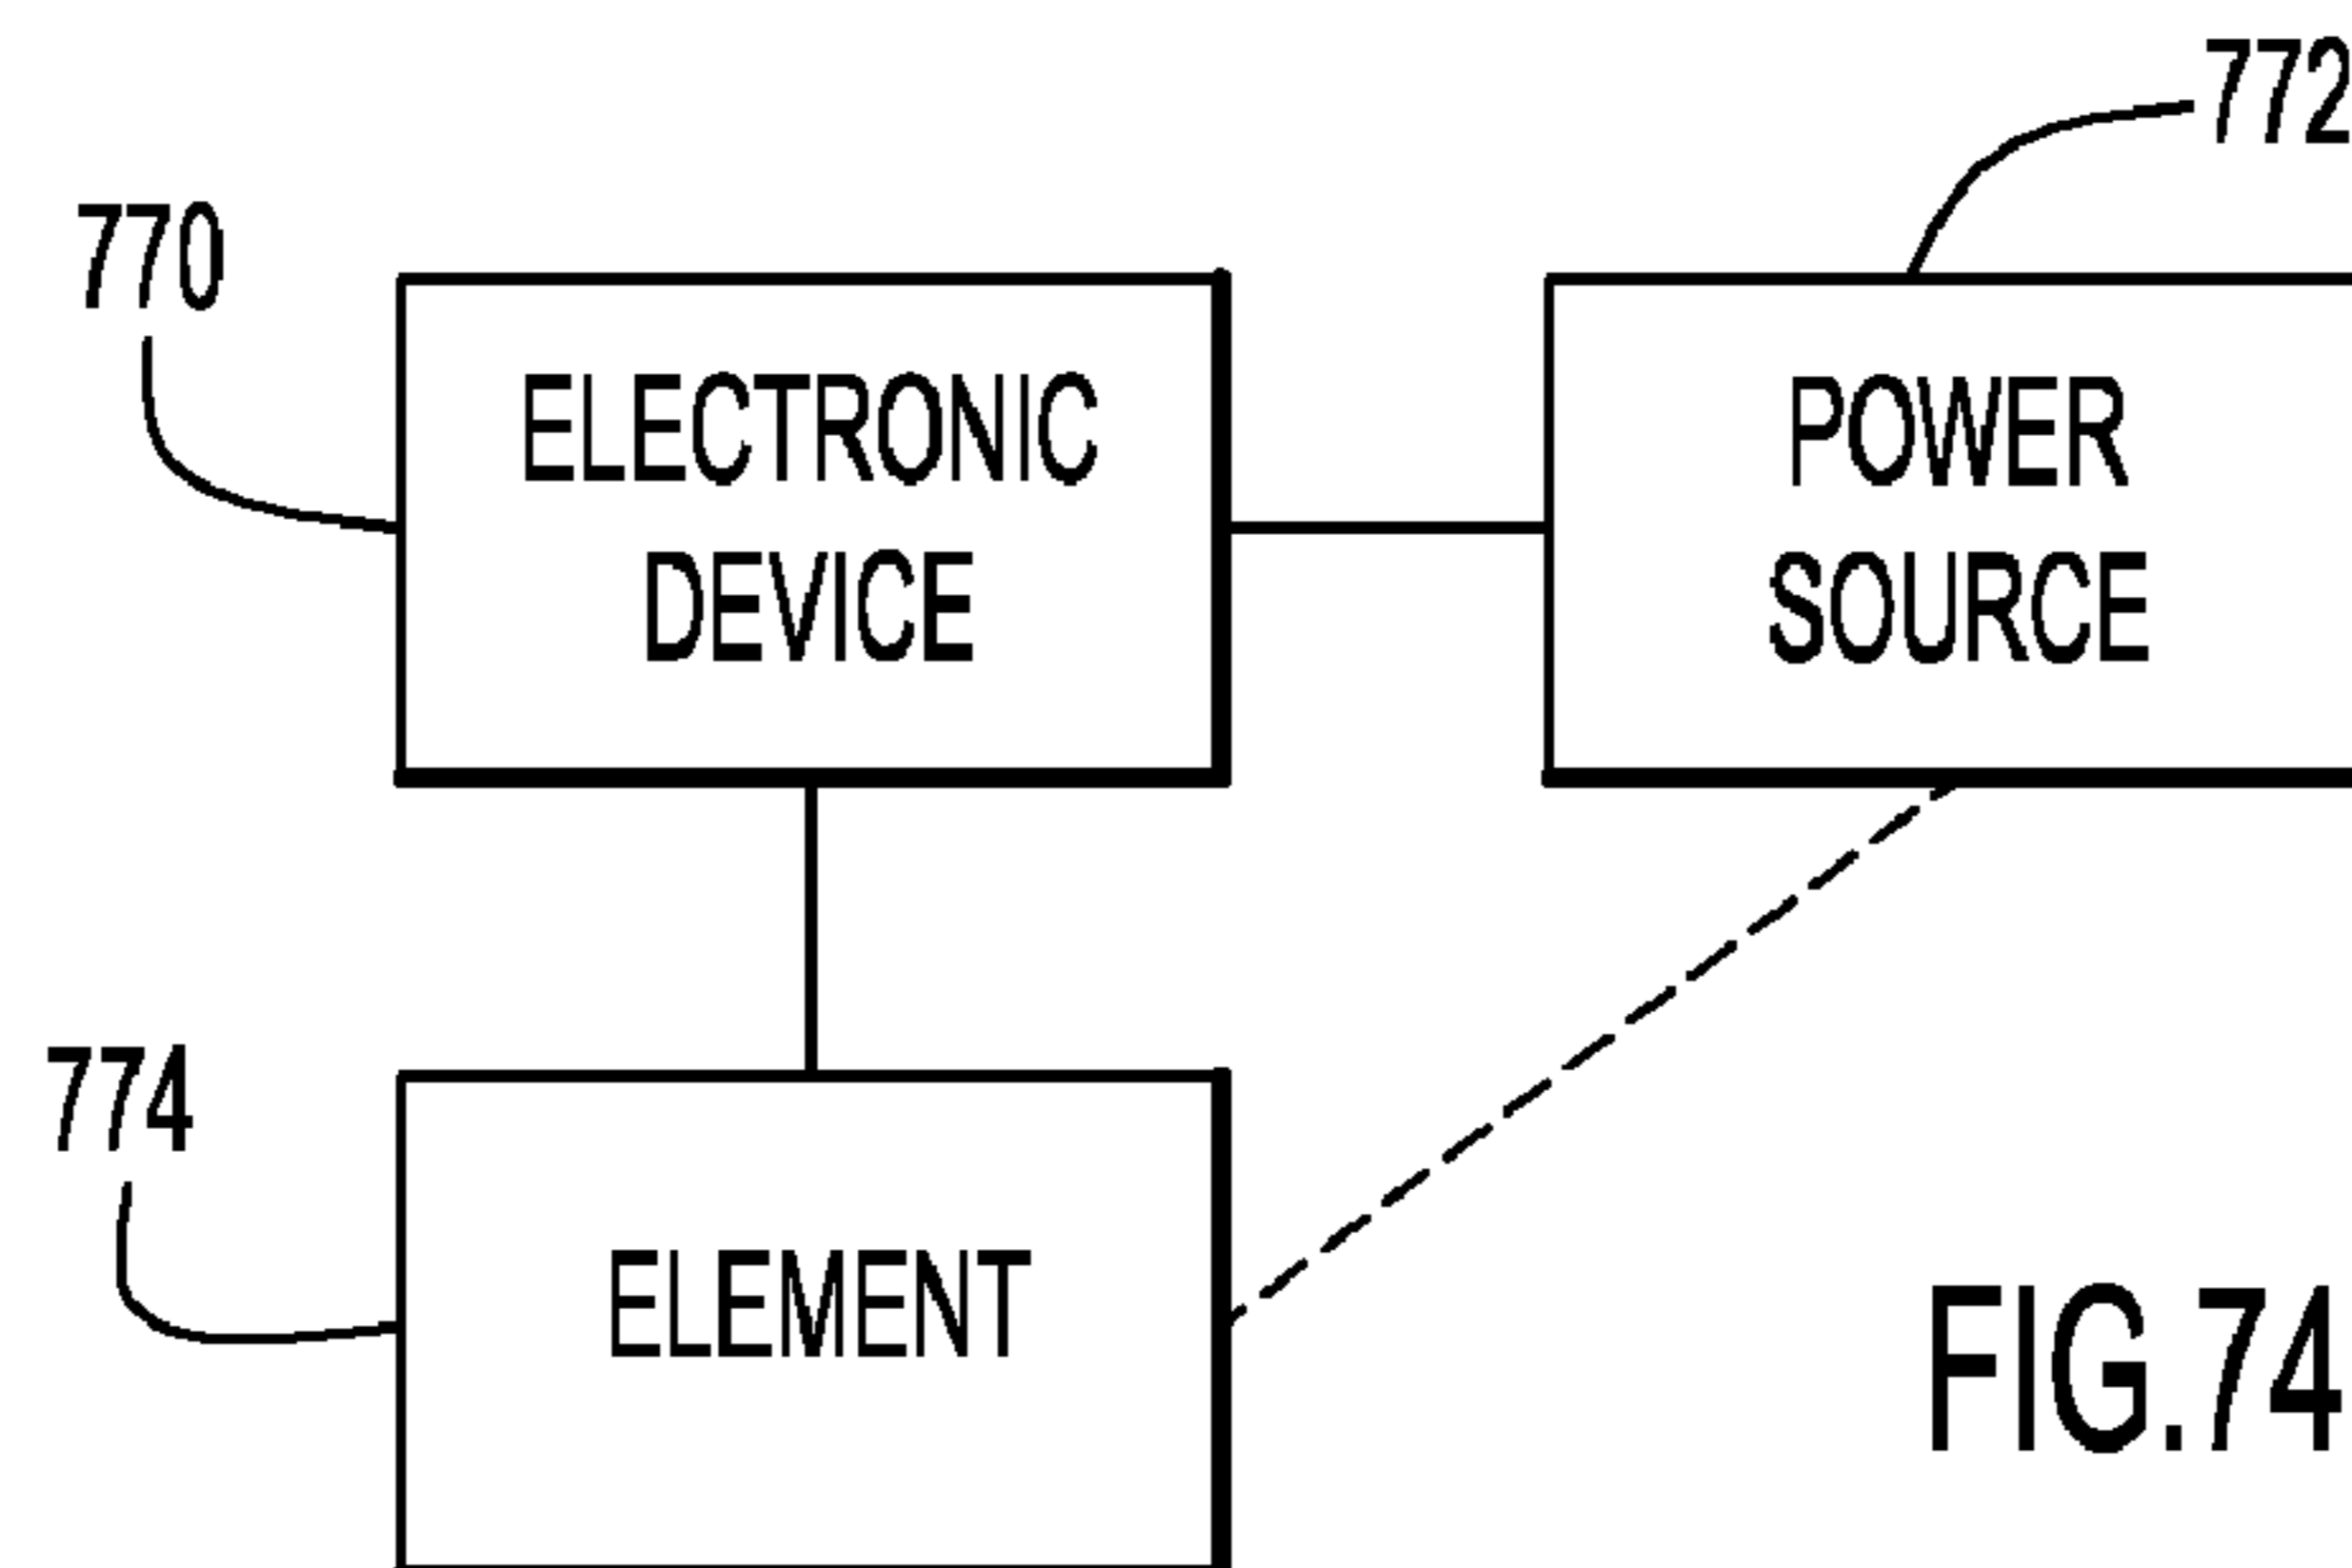 772
770
ELECTRONIC
DEVICE
POWER
SOURCE
774
ELEMENT
FIG.74